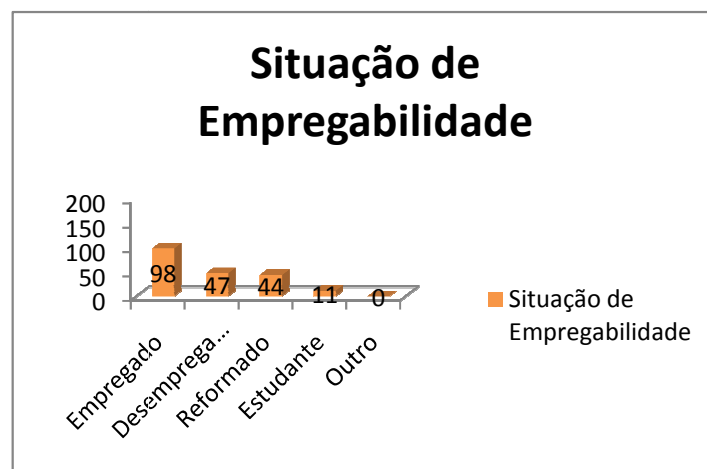 Situação de
Empregabilidade
200
150
100
50
0
98
47
44
11
0
Empregado
Desemprega...
Reformado
Estudante
Outro
Situação de
Empregabilidade